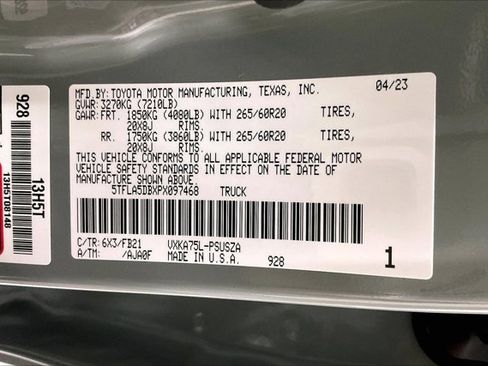 MFD. BY: TOYOTA MOTOR MANUFACTURING, TEXAS, INC. 04/23
GVWR: 3270KG (7210LB)
GAWR: FRT. 1850KG (4080LB) WITH 265/60R20 TIRES,
20X8J RIMS.
RR. 1750KG (3860LB) WITH 265/60R20 TIRES,
20X8J RIMS.
THIS VEHICLE CONFORMS TO ALL APPLICABLE FEDERAL MOTOR
VEHICLE SAFETY STANDARDS IN EFFECT ON THE DATE OF
MANUFACTURE SHOWN ABOVE.
5TFLA5DBXPX097468 TRUCK
C/TR: 6X3/FB21 VXKA75L-PSUSZA
A/TM: /AJA0F MADE IN U.S.A. 928 1
928
13H5T
13H5T08148